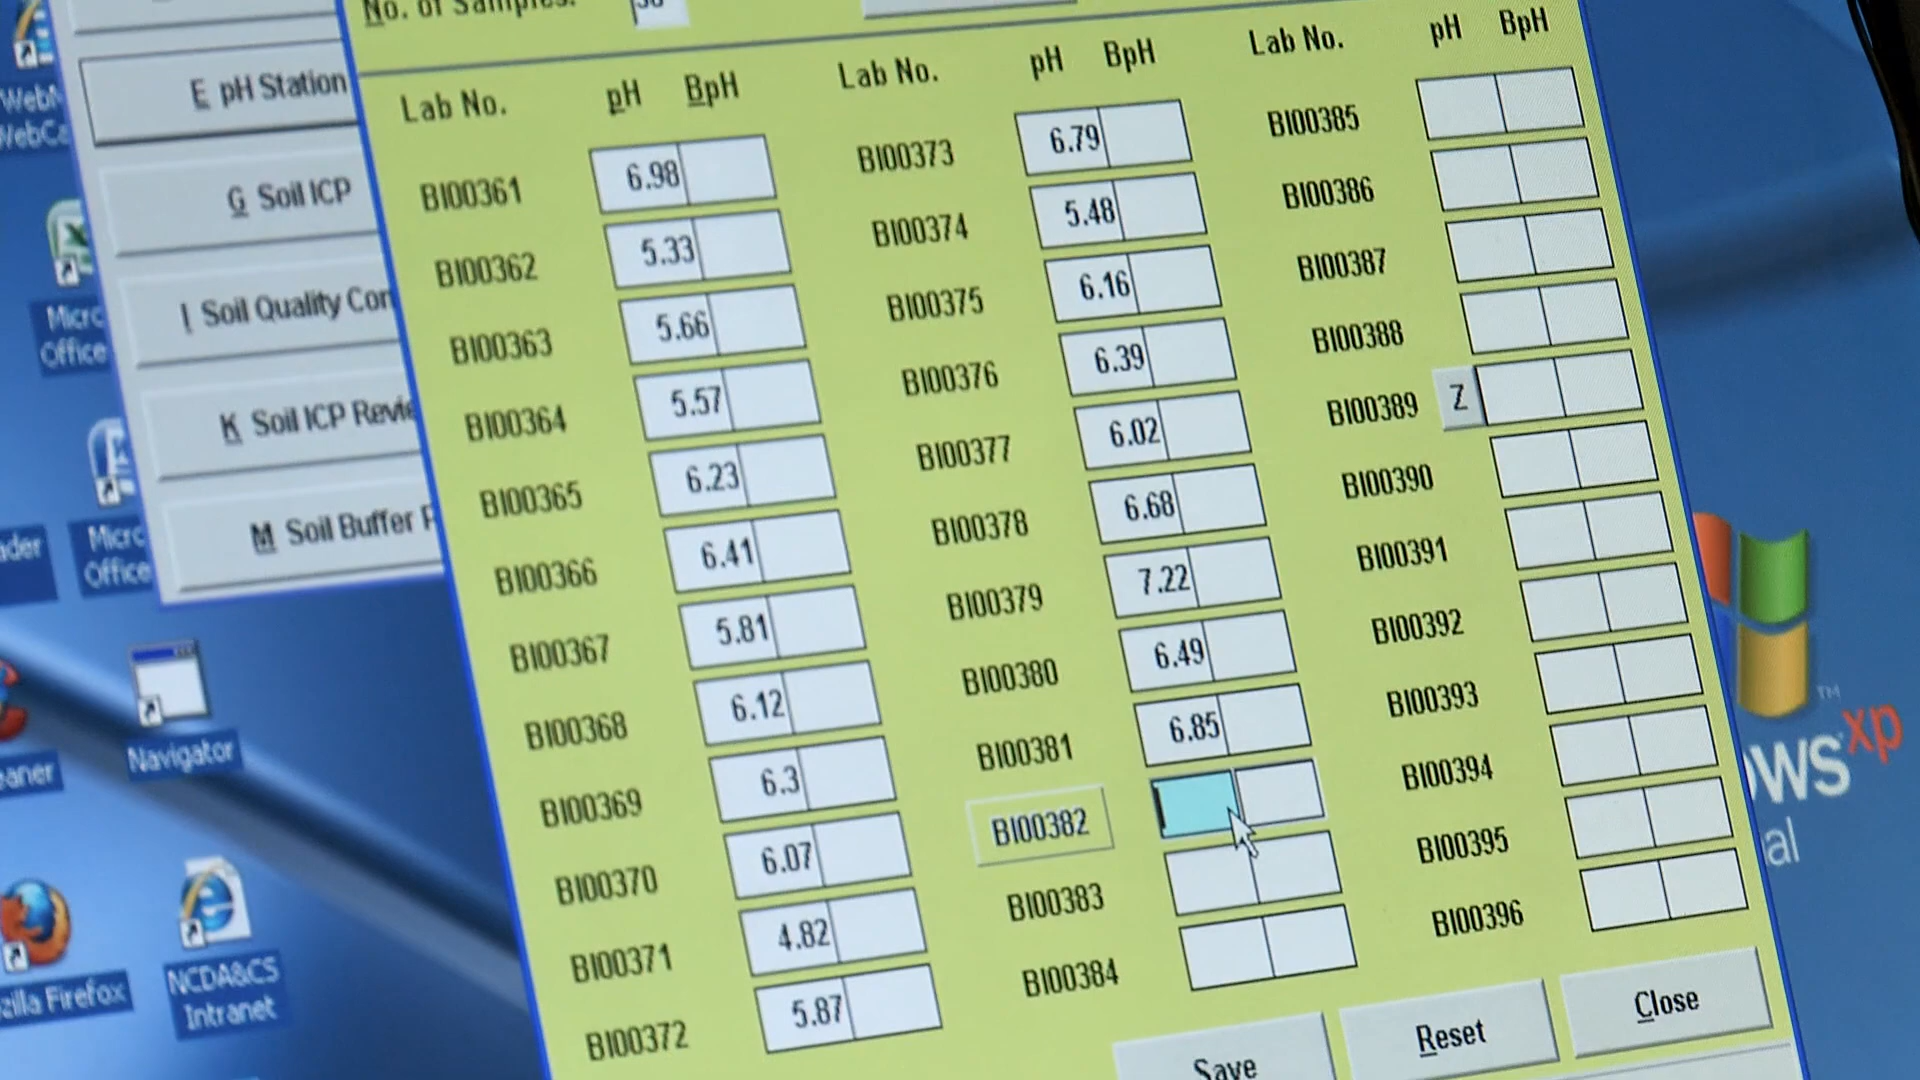 No. of Samples:
E pH Station
G Soil ICP
I Soil Quality Con
K Soil ICP Revie
M Soil Buffer
Lab No. pH BpH
BI00361 6.98
BI00362 5.33
BI00363 5.66
BI00364 5.57
BI00365 6.23
BI00366 6.41
BI00367 5.81
BI00368 6.12
BI00369 6.3
BI00370 6.07
BI00371 4.82
BI00372 5.87
Lab No. pH BpH
BI00373 6.79
BI00374 5.48
BI00375 6.16
BI00376 6.39
BI00377 6.02
BI00378 6.68
BI00379 7.22
BI00380 6.49
BI00381 6.85
BI00382
BI00383
BI00384
Lab No. pH BpH
BI00385
BI00386
BI00387
BI00388
BI00389 Z
BI00390
BI00391
BI00392
BI00393
BI00394
BI00395
BI00396
Save
Reset
Close
Micro
Office
Micro
Office
Navigator
zilla Firefox
NCDA&CS
Intranet
ows xp
TM